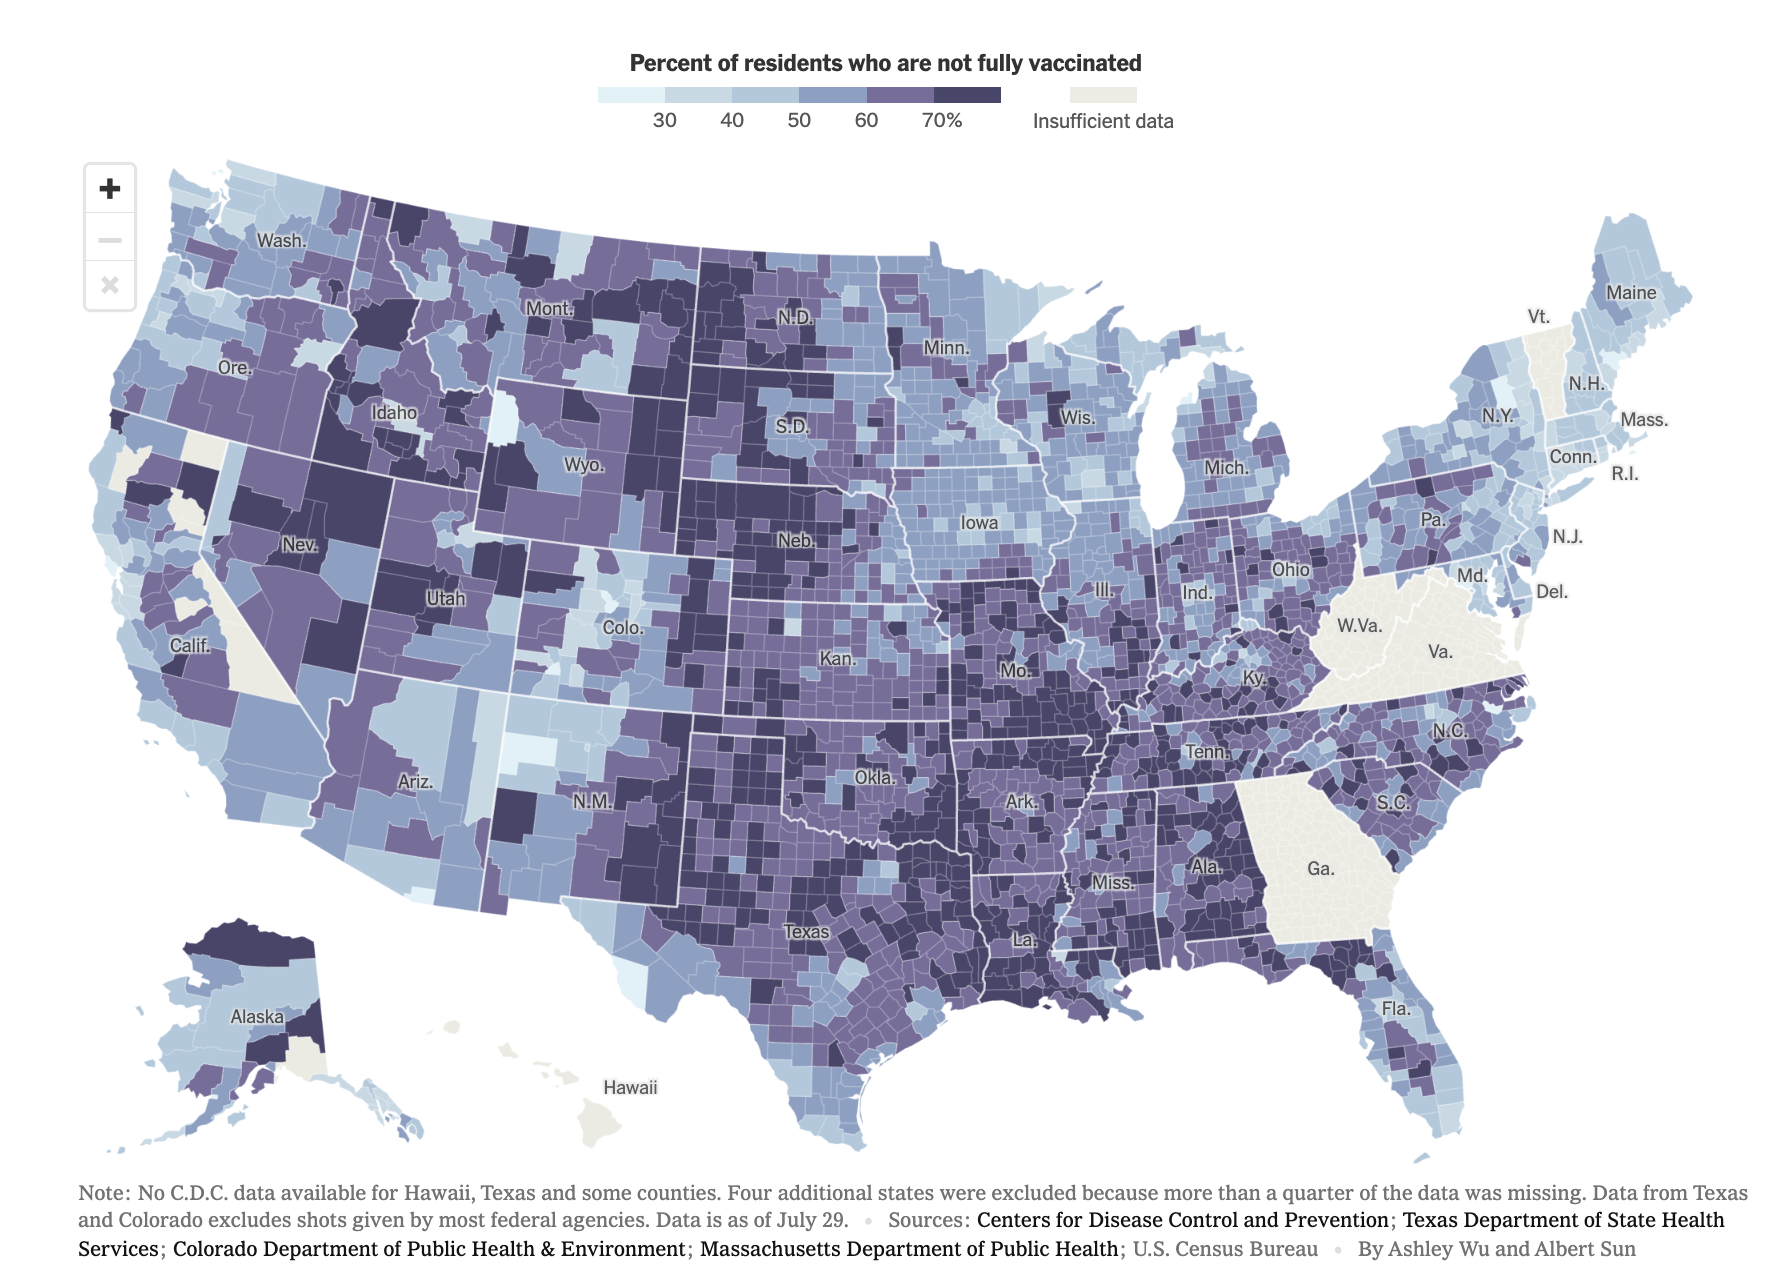 Percent of residents who are not fully vaccinated
30 40 50 60 70% Insufficient data
Wash.
Mont.
N.D.
Minn.
Maine
Vt.
Ore.
Idaho
S.D.
Wis.
N.H.
N.Y.
Mass.
Wyo.
Mich.
Conn.
R.I.
Iowa
Pa.
Nev.
Neb.
N.J.
Utah
Ohio
Ill.
Ind.
Md.
Del.
Calif.
Colo.
Kan.
Mo.
Ky.
W.Va.
Va.
Ariz.
N.M.
Okla.
Ark.
Tenn.
N.C.
S.C.
Texas
La.
Miss.
Ala.
Ga.
Fla.
Alaska
Hawaii
Note: No C.D.C. data available for Hawaii, Texas and some counties. Four additional states were excluded because more than a quarter of the data was missing. Data from Texas
and Colorado excludes shots given by most federal agencies. Data is as of July 29. • Sources: Centers for Disease Control and Prevention; Texas Department of State Health
Services; Colorado Department of Public Health & Environment; Massachusetts Department of Public Health; U.S. Census Bureau • By Ashley Wu and Albert Sun